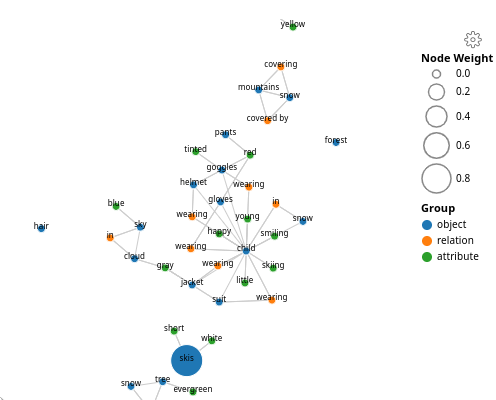 yellow
Node Weight
covering
0.0
mountains
0.2
snow
covered by
0.4
pants
forest
0.6
tinted
red
goggles
0.8
helmet
wearing
gloves
in
Group
wearing
young
snow
object
blue
sky
happy
smiling
relation
hair
in
wearing
child
attribute
cloud
gray
wearing
skiing
jacket
little
suit
wearing
short
white
skis
snow
tree
evergreen